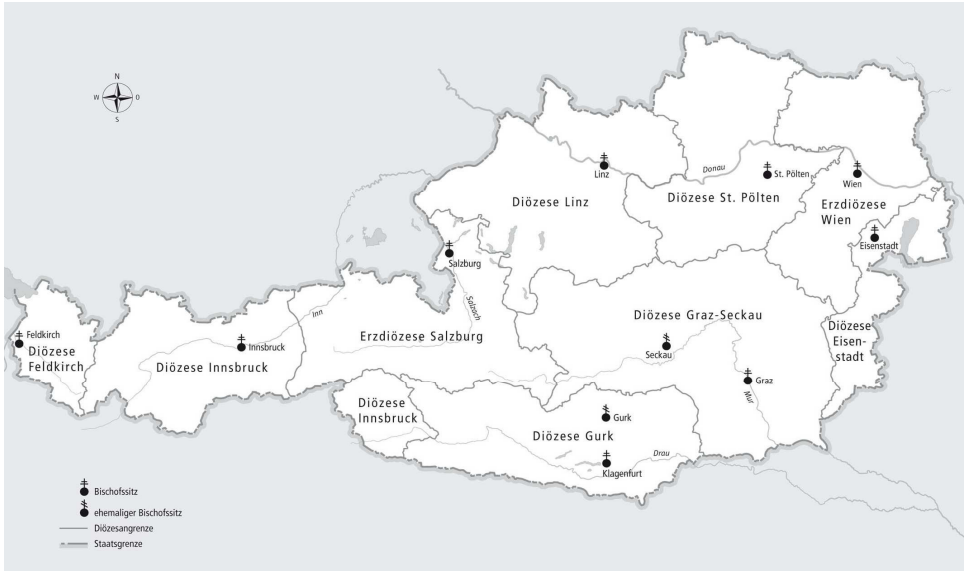 N
W O
S
Linz
Donau
St. Pölten
Wien
Diözese Linz
Diözese St. Pölten
Erzdiözese
Wien
Eisenstadt
Salzburg
Salzach
Inn
Diözese Graz-Seckau
Diözese
Eisen-
stadt
Feldkirch
Diözese
Feldkirch
Innsbruck
Diözese Innsbruck
Erzdiözese Salzburg
Seckau
Graz
Mur
Diözese
Innsbruck
Gurk
Diözese Gurk
Drau
Klagenfurt
Bischofssitz
ehemaliger Bischofssitz
Diözesangrenze
Staatsgrenze